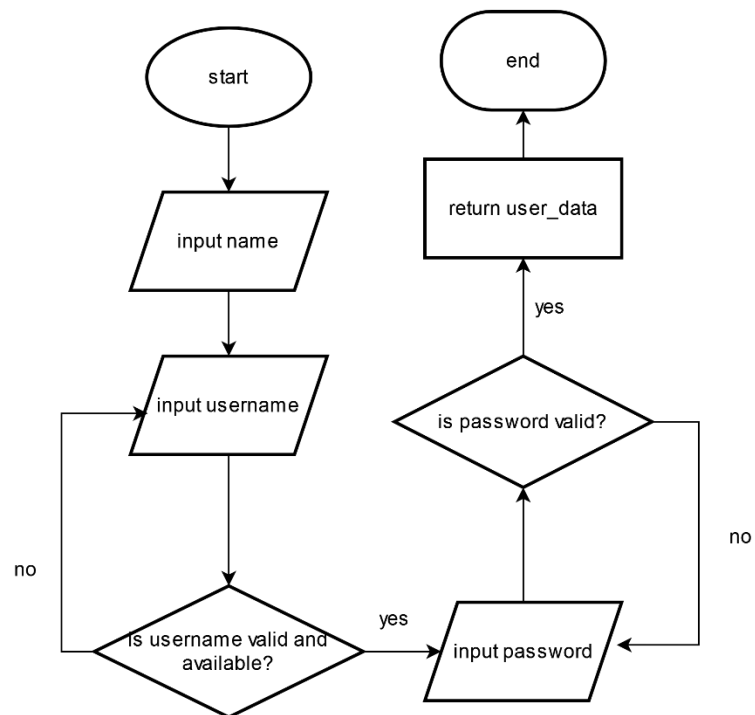 start
input name
input username
no
Is username valid and
available?
yes
input password
is password valid?
no
yes
return user_data
end